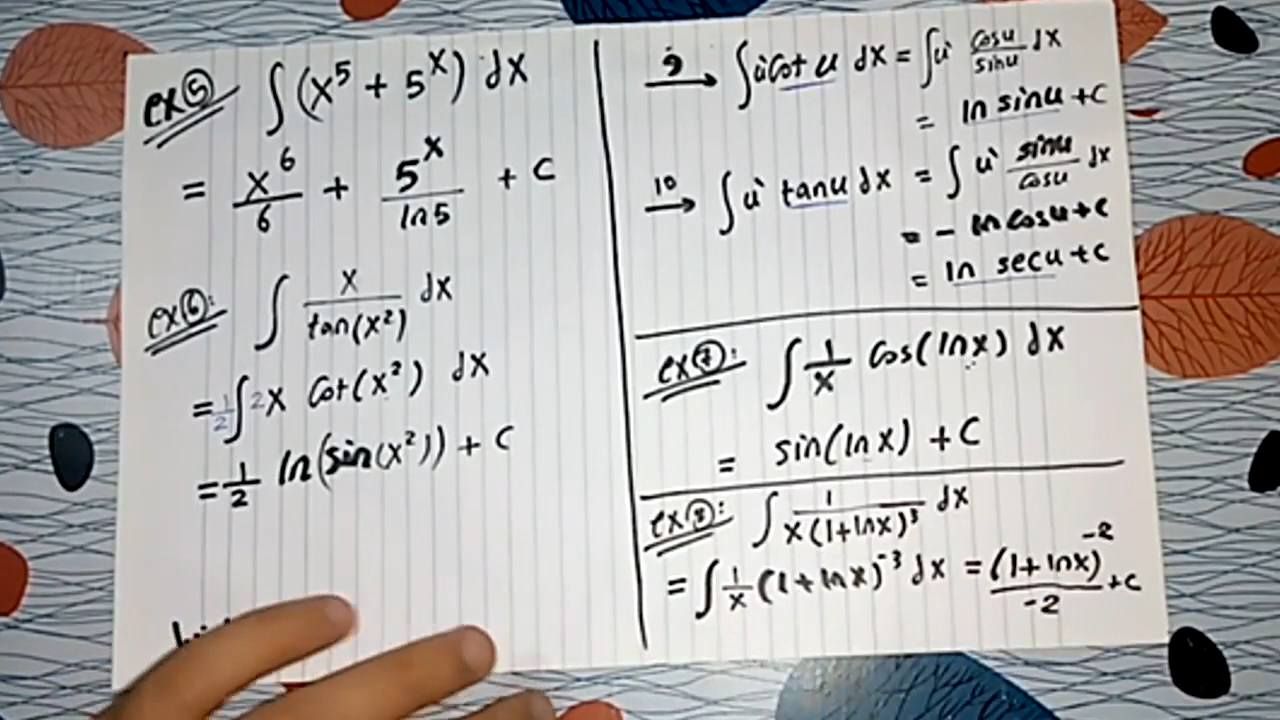 ex⑤ ∫(x⁵ + 5ˣ) dx
= x⁶/6 + 5ˣ/ln5 + c
ex⑥: ∫ x/tan(x²) dx
= 1/2 ∫ 2x cot(x²) dx
= 1/2 ln(sin(x²)) + c
9→ ∫u` cot u dx = ∫u` cosu/sinu dx
= ln sinu + c
10→ ∫u` tanu dx = ∫u` sinu/cosu dx
= - ln cosu + c
= ln secu + c
ex⑦: ∫ 1/x cos(lnx) dx
= sin(lnx) + c
ex⑧: ∫ 1/x(1+lnx)³ dx
= ∫ 1/x (1+lnx)⁻³ dx = (1+lnx)⁻²/-2 + c